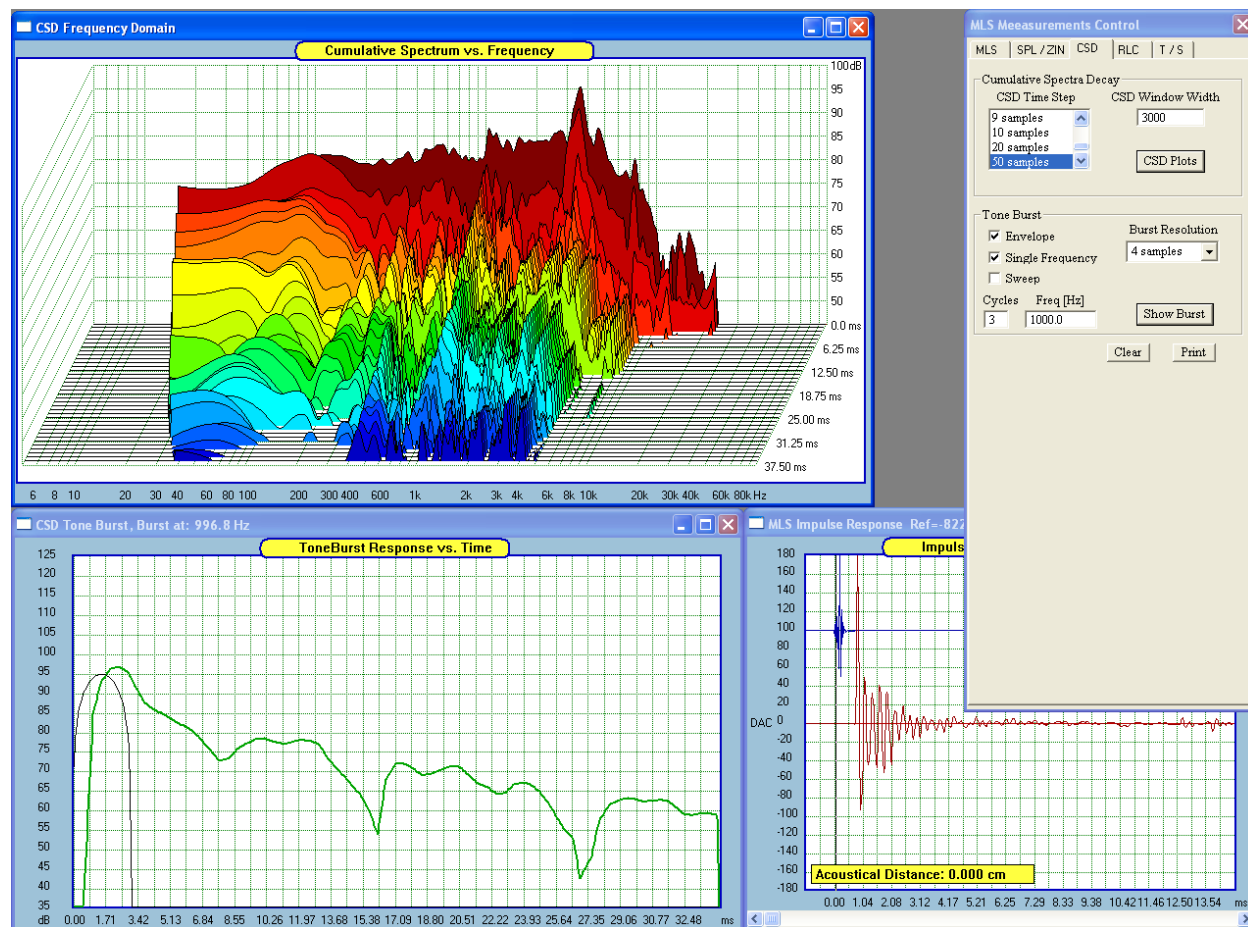 CSD Frequency Domain
Cumulative Spectrum vs. Frequency
100dB
95
90
85
80
75
70
65
60
55
50
0.0 ms
6.25 ms
12.50 ms
18.75 ms
25.00 ms
31.25 ms
37.50 ms
6 8 10 20 30 40 60 80 100 200 300 400 600 1k 2k 3k 4k 6k 8k 10k 20k 30k 40k 60k 80k Hz
MLS Meeasurements Control
MLS SPL / ZIN CSD RLC T / S
Cumulative Spectra Decay
CSD Time Step CSD Window Width
9 samples
10 samples
20 samples
50 samples
3000
CSD Plots
Tone Burst
Envelope
Single Frequency
Sweep
Burst Resolution
4 samples
Cycles Freq [Hz]
3 1000.0
Show Burst
Clear Print
CSD Tone Burst, Burst at: 996.8 Hz
ToneBurst Response vs. Time
125
120
115
110
105
100
95
90
85
80
75
70
65
60
55
50
45
40
35
dB 0.00 1.71 3.42 5.13 6.84 8.55 10.26 11.97 13.68 15.38 17.09 18.80 20.51 22.22 23.93 25.64 27.35 29.06 30.77 32.48 ms
MLS Impulse Response Ref=-822
Impuls
180
160
140
120
100
80
60
40
20
DAC 0
-20
-40
-60
-80
-100
-120
-140
-160
-180
Acoustical Distance: 0.000 cm
0.00 1.04 2.08 3.12 4.17 5.21 6.25 7.29 8.33 9.38 10.42 11.46 12.50 13.54 ms